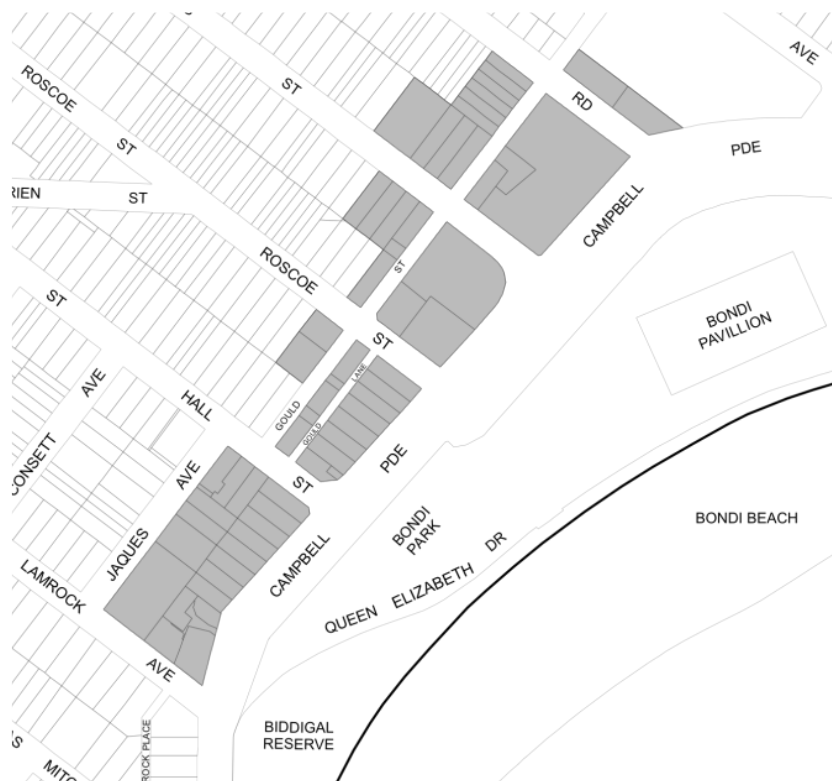 ST
AVE
ROSCOE
ST
RD
PDE
RIEN
ST
CAMPBELL
ROSCOE
ST
ST
BONDI
PAVILLION
ST
AVE
HALL
GOULD
LANE
GOULD
ST
PDE
CONSETT
AVE
JAQUES
BONDI
PARK
DR
BONDI BEACH
LAMROCK
CAMPBELL
QUEEN ELIZABETH
AVE
BIDDIGAL
RESERVE
ROCK PLACE